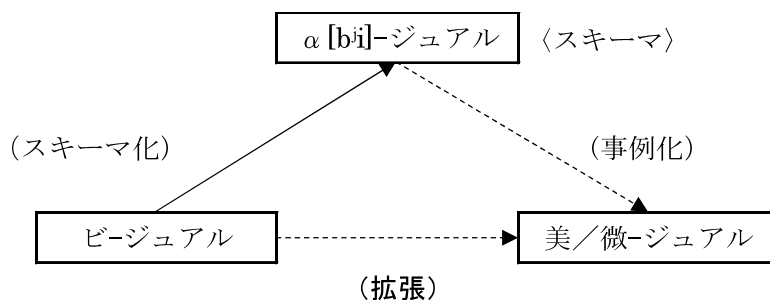 α[bʲi]-ジュアル 〈スキーマ〉
(スキーマ化) (事例化)
ビ-ジュアル 美／微-ジュアル
(拡張)